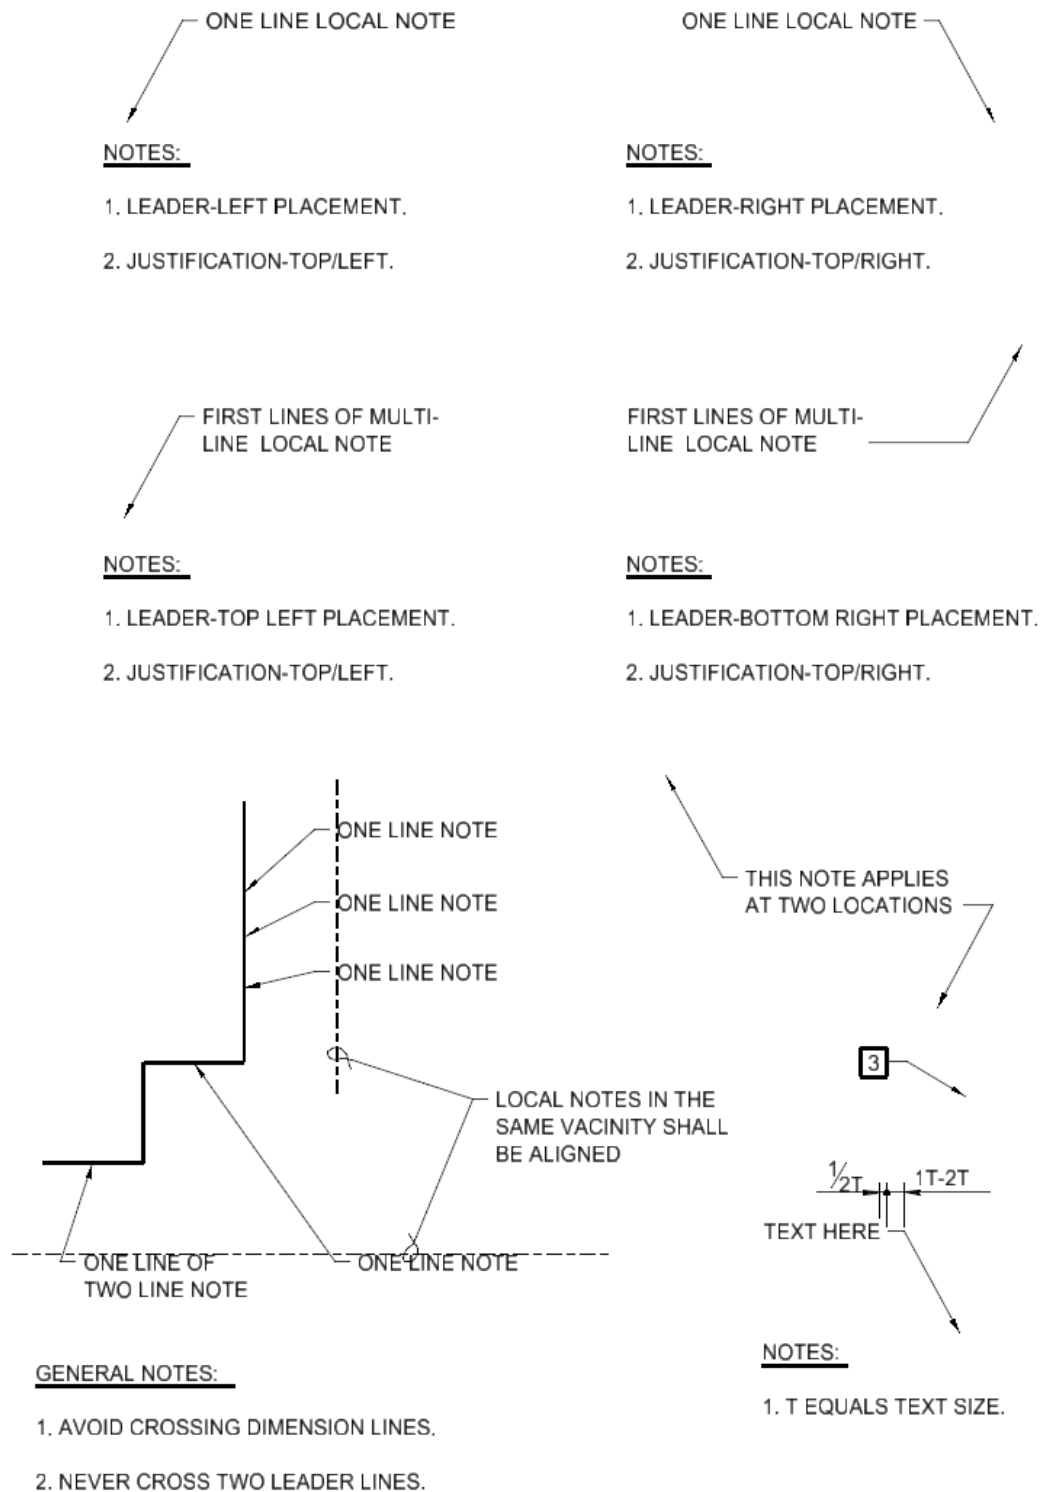 ONE LINE LOCAL NOTE
NOTES:
1. LEADER-LEFT PLACEMENT.
2. JUSTIFICATION-TOP/LEFT.
ONE LINE LOCAL NOTE
NOTES:
1. LEADER-RIGHT PLACEMENT.
2. JUSTIFICATION-TOP/RIGHT.
FIRST LINES OF MULTI-
LINE LOCAL NOTE
NOTES:
1. LEADER-TOP LEFT PLACEMENT.
2. JUSTIFICATION-TOP/LEFT.
FIRST LINES OF MULTI-
LINE LOCAL NOTE
NOTES:
1. LEADER-BOTTOM RIGHT PLACEMENT.
2. JUSTIFICATION-TOP/RIGHT.
ONE LINE NOTE
ONE LINE NOTE
ONE LINE NOTE
LOCAL NOTES IN THE
SAME VACINITY SHALL
BE ALIGNED
ONE LINE OF
TWO LINE NOTE
ONE LINE NOTE
GENERAL NOTES:
1. AVOID CROSSING DIMENSION LINES.
2. NEVER CROSS TWO LEADER LINES.
THIS NOTE APPLIES
AT TWO LOCATIONS
3
1/2T 1T-2T
TEXT HERE
NOTES:
1. T EQUALS TEXT SIZE.